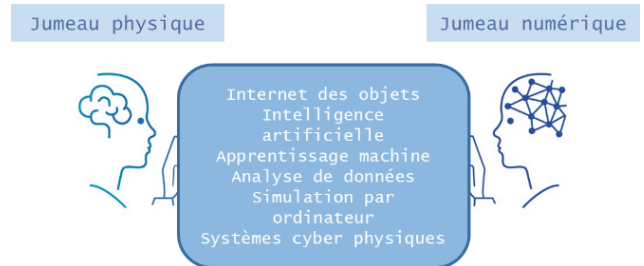 Jumeau physique
Jumeau numérique
Internet des objets
Intelligence
artificielle
Apprentissage machine
Analyse de données
Simulation par
ordinateur
Systèmes cyber physiques